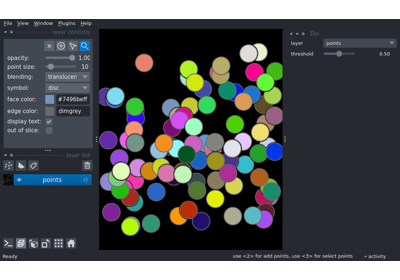 File View Window Plugins Help
layer controls
opacity: 1.00
point size: 10
blending: translucen
symbol: disc
face color: #7496beff
edge color: dimgrey
display text: ✓
out of slice:
layer list
points
layer points
threshold 0.50
Ready
use <2> for add points, use <3> for select points
activity